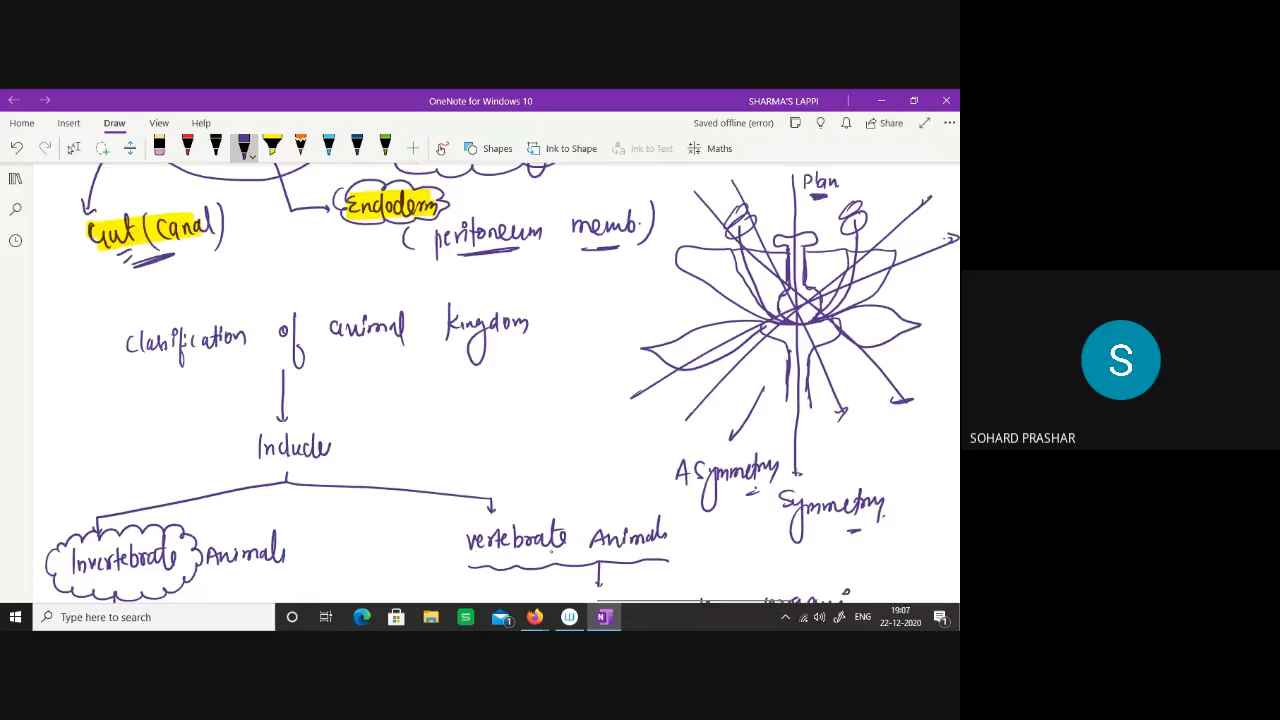 OneNote for Windows 10
SHARMA'S LAPPI
Home Insert Draw View Help
Saved offline (error)
Share
Shapes
Ink to Shape
Ink to Text
Maths
Plan
Endoderm
Gut (Canal)
(peritoneum memb.)
Clasification of animal kingdom
Include
Asymmetry
Symmetry
Invertebrate Animals
vertebrate Animals
SOHARD PRASHAR
S
Type here to search
ENG
19:07
22-12-2020